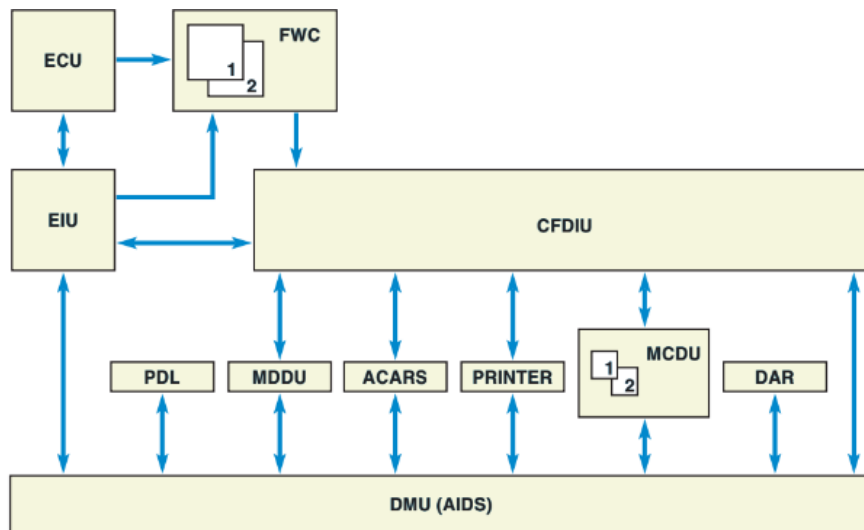 ECU
FWC
1
2
EIU
CFDIU
PDL
MDDU
ACARS
PRINTER
MCDU
1
2
DAR
DMU (AIDS)